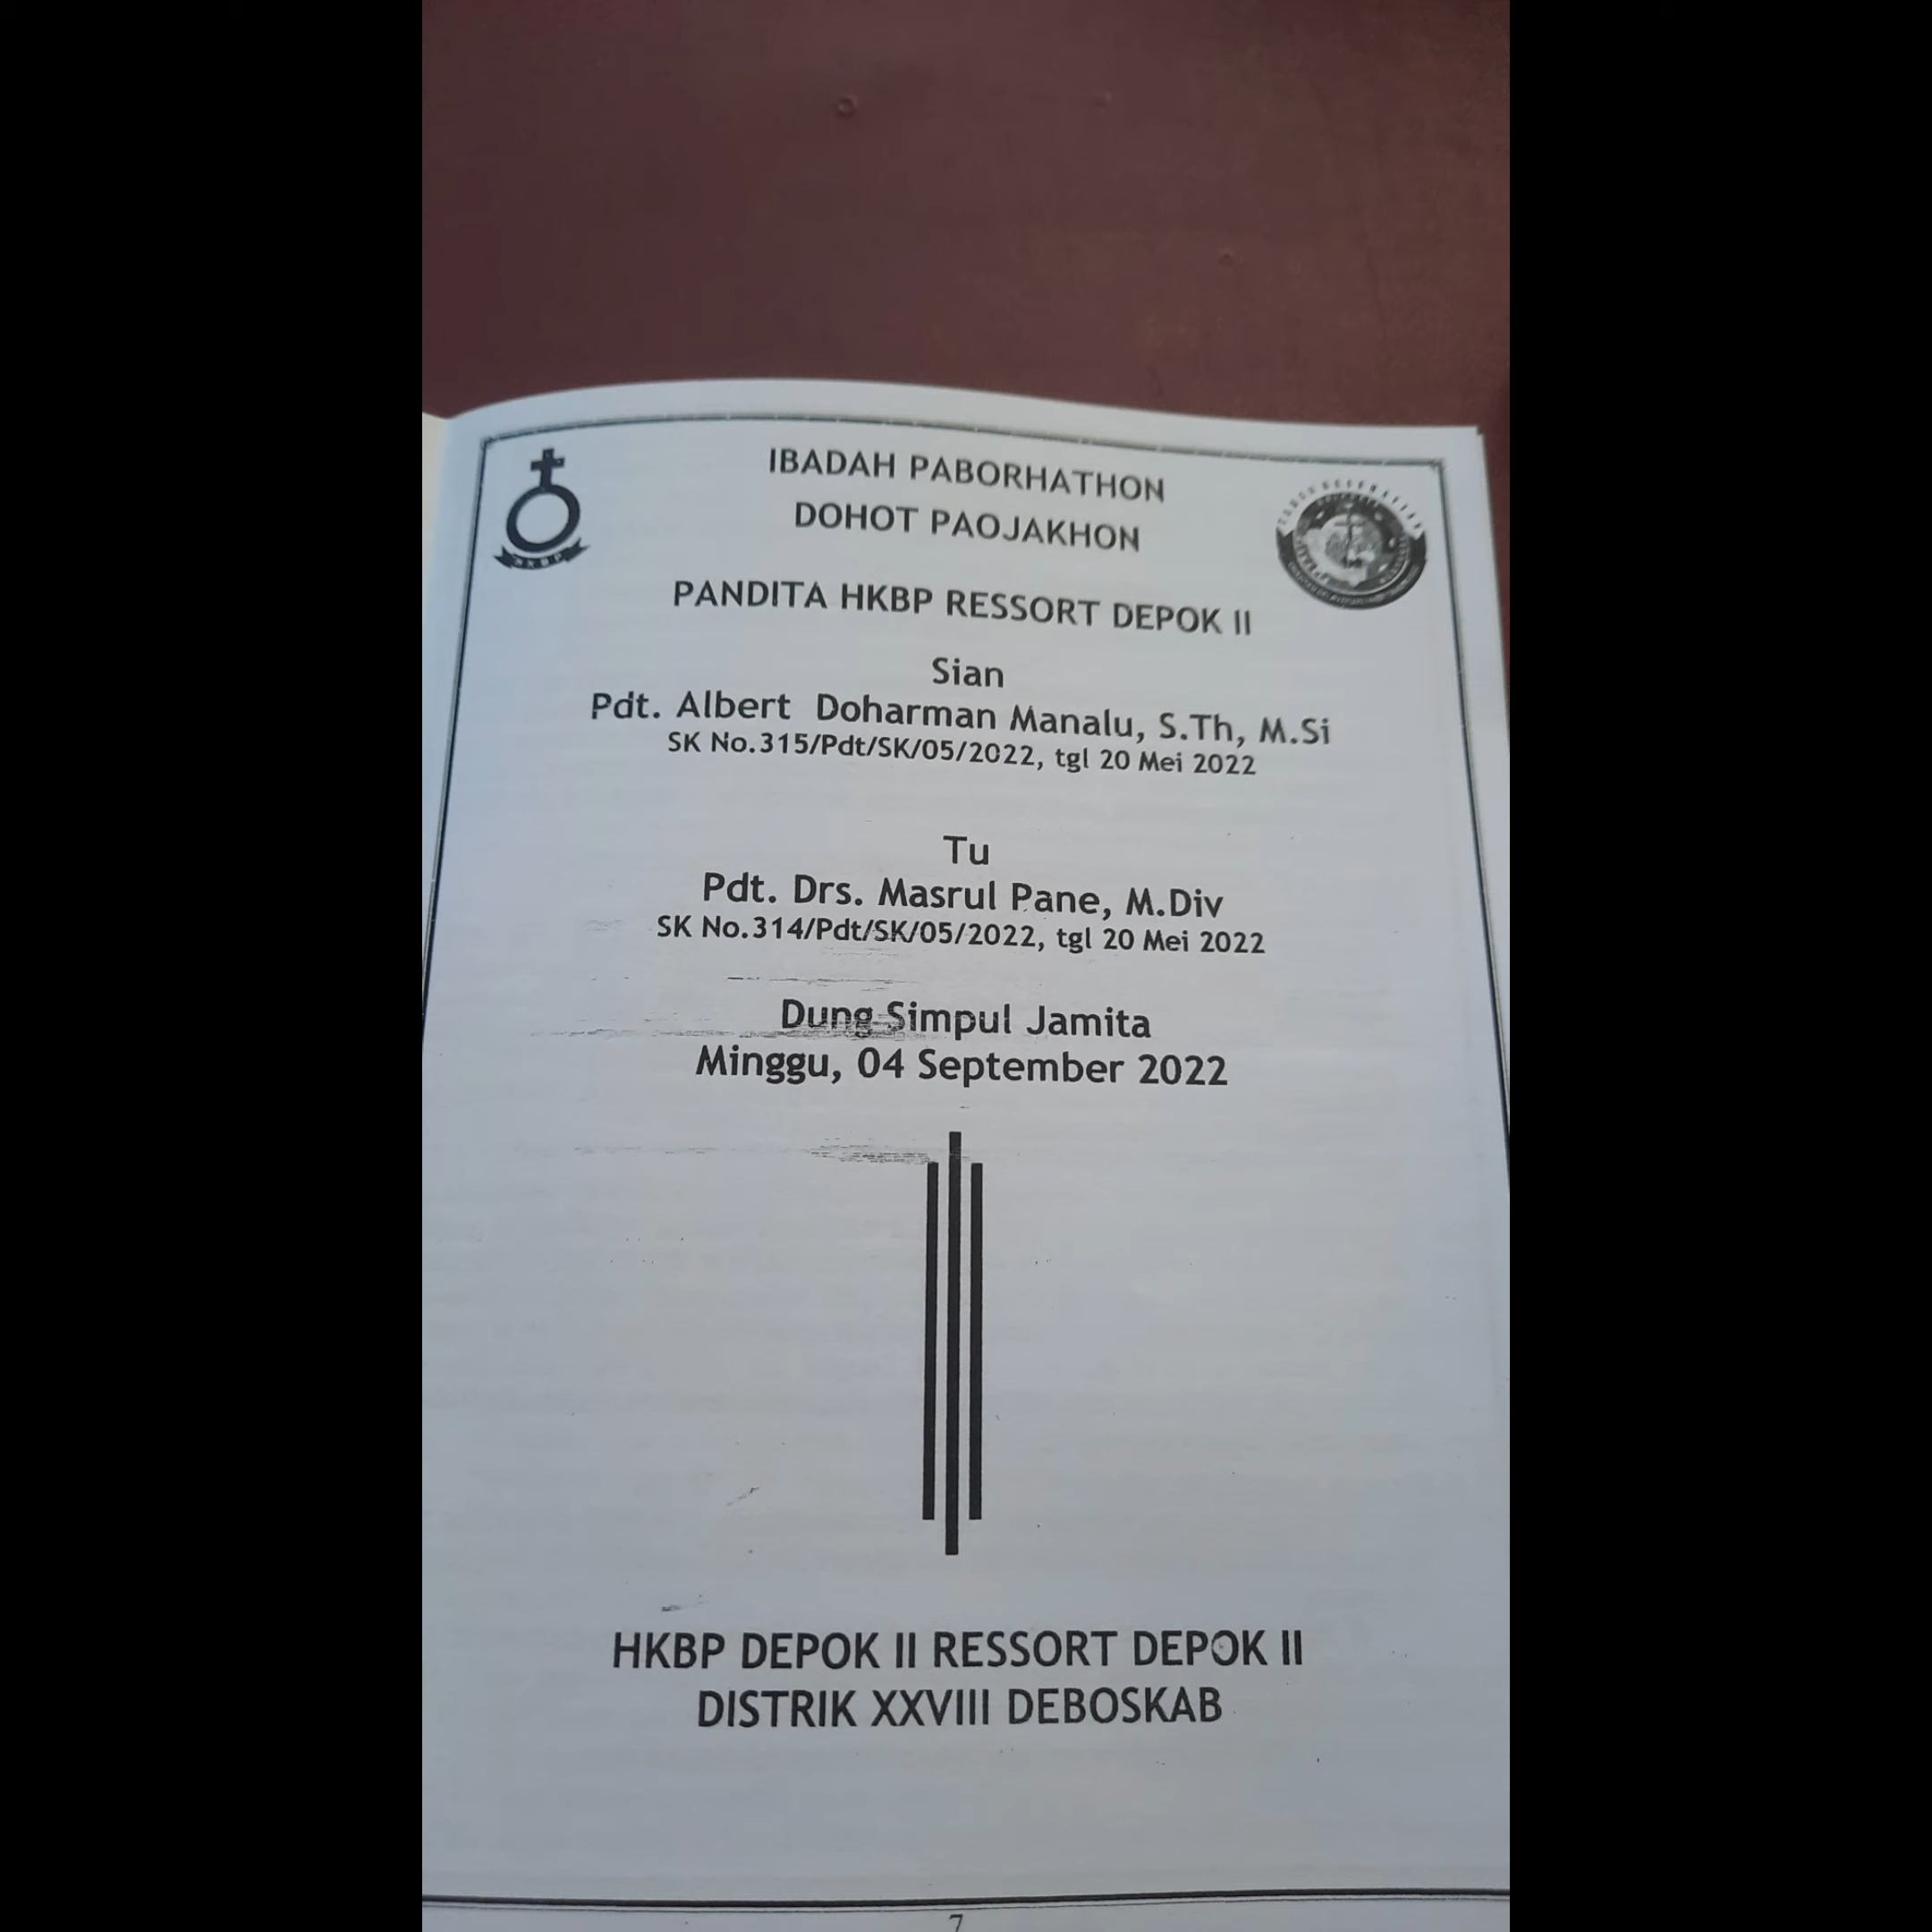 IBADAH PABORHATHON
DOHOT PAOJAKHON
HKBP
PANDITA HKBP RESSORT DEPOK II
Sian
Pdt. Albert Doharman Manalu, S.Th, M.Si
SK No.315/Pdt/SK/05/2022, tgl 20 Mei 2022
Tu
Pdt. Drs. Masrul Pane, M.Div
SK No.314/Pdt/SK/05/2022, tgl 20 Mei 2022
Dung Simpul Jamita
Minggu, 04 September 2022
HKBP DEPOK II RESSORT DEPOK II
DISTRIK XXVIII DEBOSKAB
7